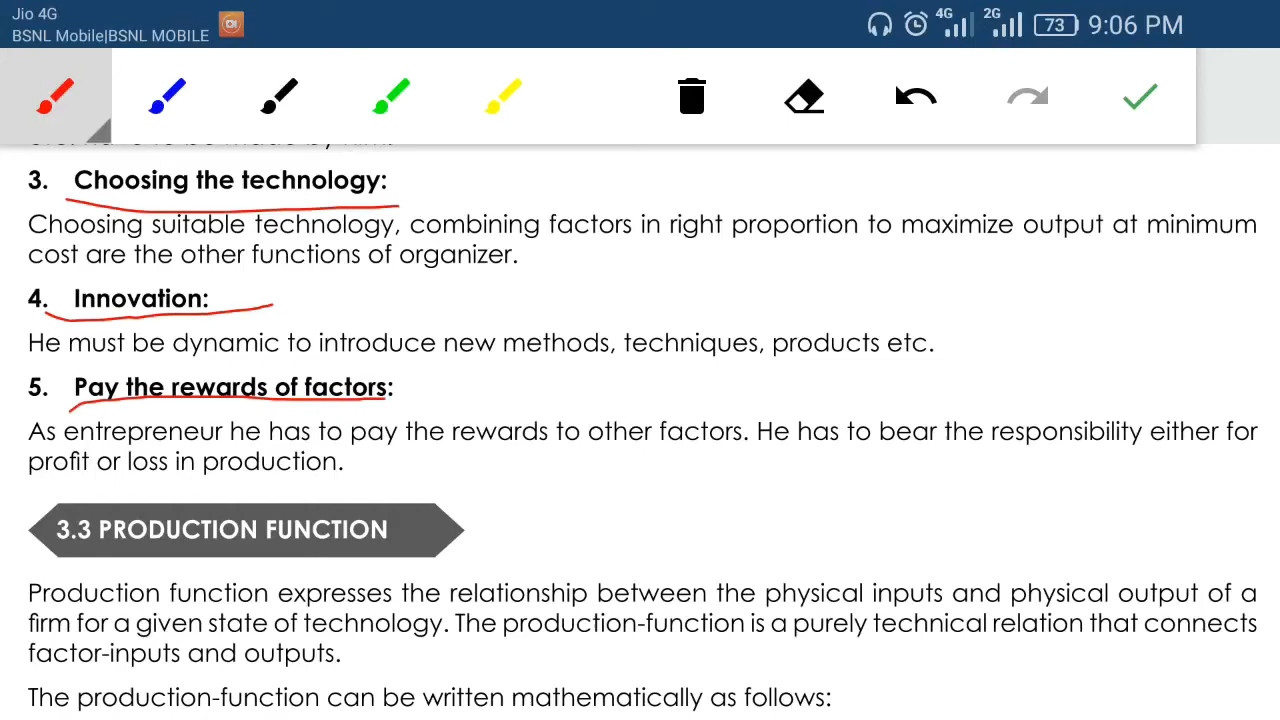 Jio 4G
BSNL Mobile|BSNL MOBILE
4G 2G 73 9:06 PM
3. Choosing the technology:
Choosing suitable technology, combining factors in right proportion to maximize output at minimum
cost are the other functions of organizer.
4. Innovation:
He must be dynamic to introduce new methods, techniques, products etc.
5. Pay the rewards of factors:
As entrepreneur he has to pay the rewards to other factors. He has to bear the responsibility either for
profit or loss in production.
3.3 PRODUCTION FUNCTION
Production function expresses the relationship between the physical inputs and physical output of a
firm for a given state of technology. The production-function is a purely technical relation that connects
factor-inputs and outputs.
The production-function can be written mathematically as follows: